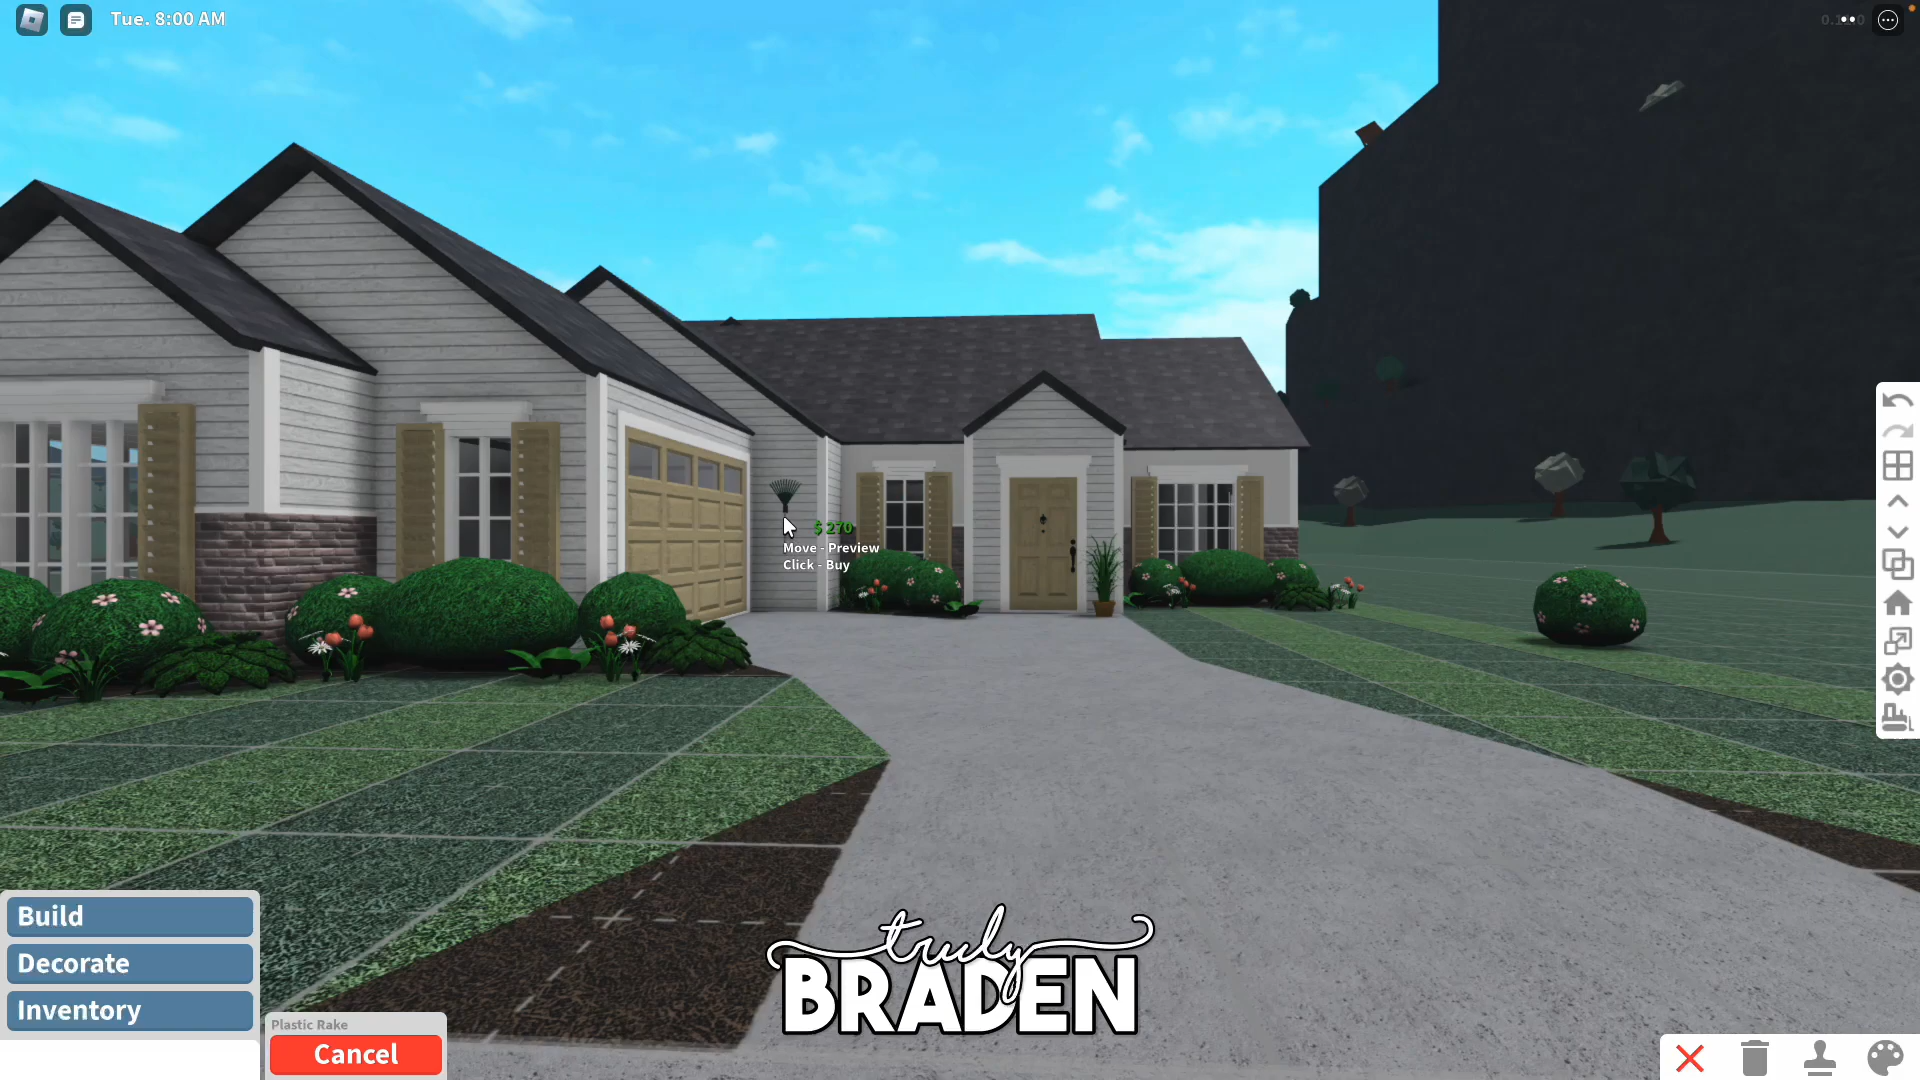 Tue. 8:00 AM
$ 270
Move - Preview
Click - Buy
Build
Decorate
Inventory
Plastic Rake
Cancel
truly
BRADEN